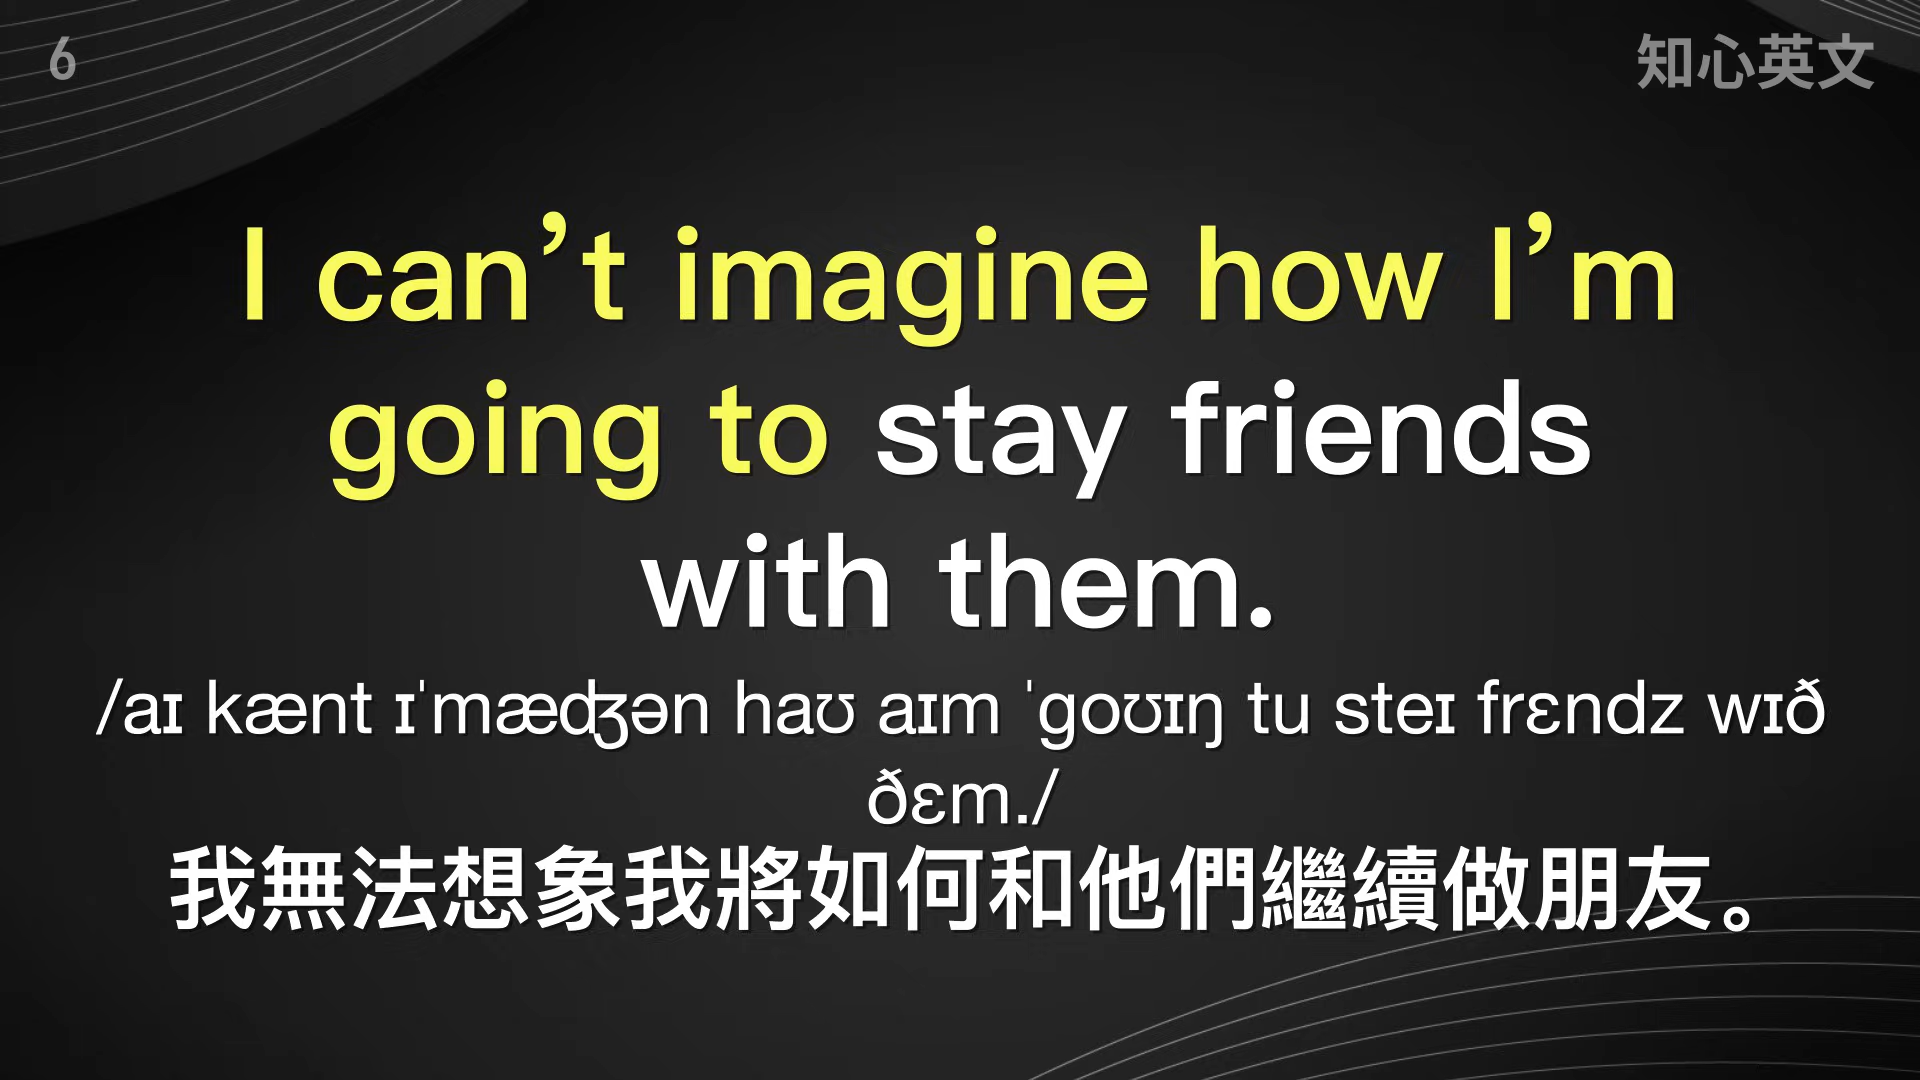 6
知心英文
I can’t imagine how I’m
going to stay friends
with them.
/aɪ kænt ɪˈmæʤən haʊ aɪm ˈgoʊɪŋ tu steɪ frɛndz wɪð
ðɛm./
我無法想象我將如何和他們繼續做朋友。